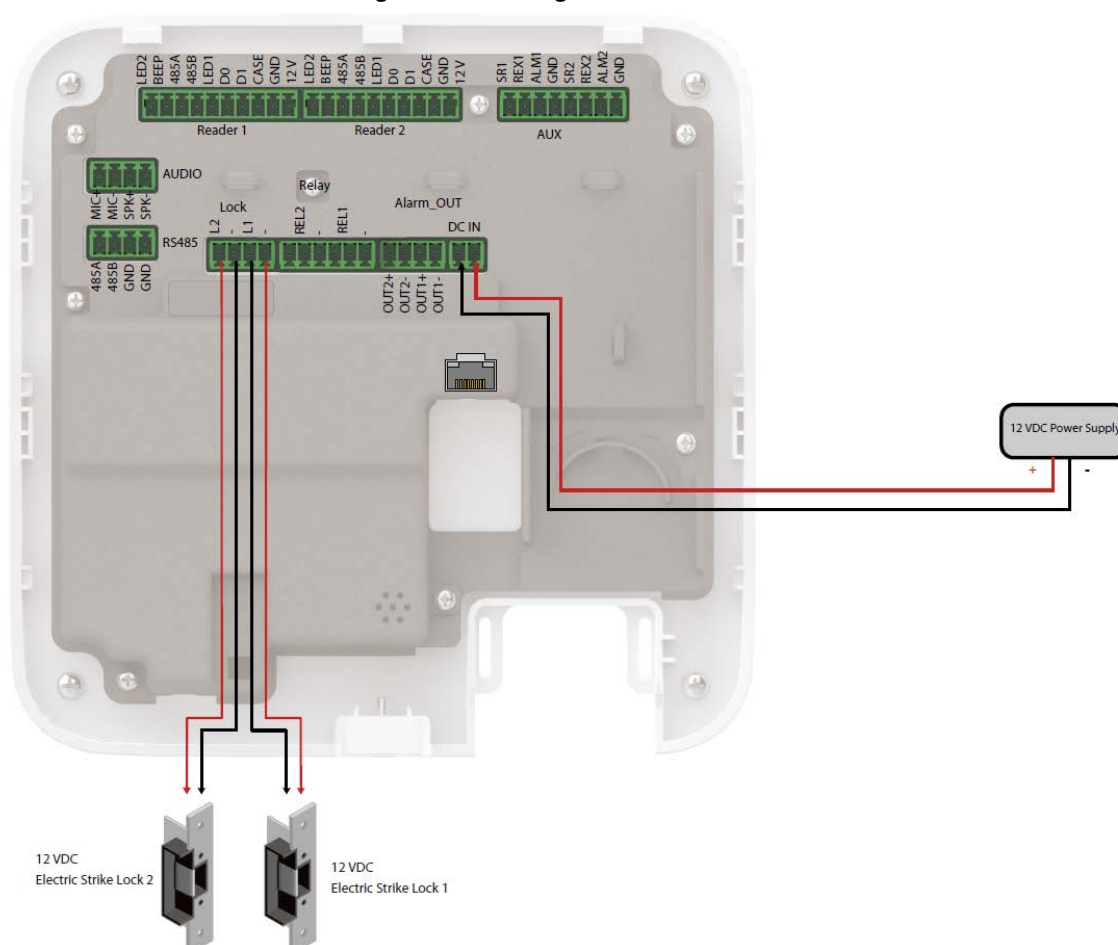 LED2 BEEP 485A 485B LED1 D0 D1 CASE GND 12 V LED2 BEEP 485A 485B LED1 D0 D1 CASE GND 12 V
SR1 REX1 ALM1 GND SR2 REX2 ALM2 GND
Reader 1
Reader 2
AUX
AUDIO
MIC+ MIC- SPK+ SPK-
Relay
Lock
Alarm_OUT
L2 - L1 -
REL2 - REL1 -
DC IN
RS485
485A 485B GND GND
OUT2+ OUT2- OUT1+ OUT1-
12 VDC Power Supply
+ -
12 VDC
Electric Strike Lock 2
12 VDC
Electric Strike Lock 1